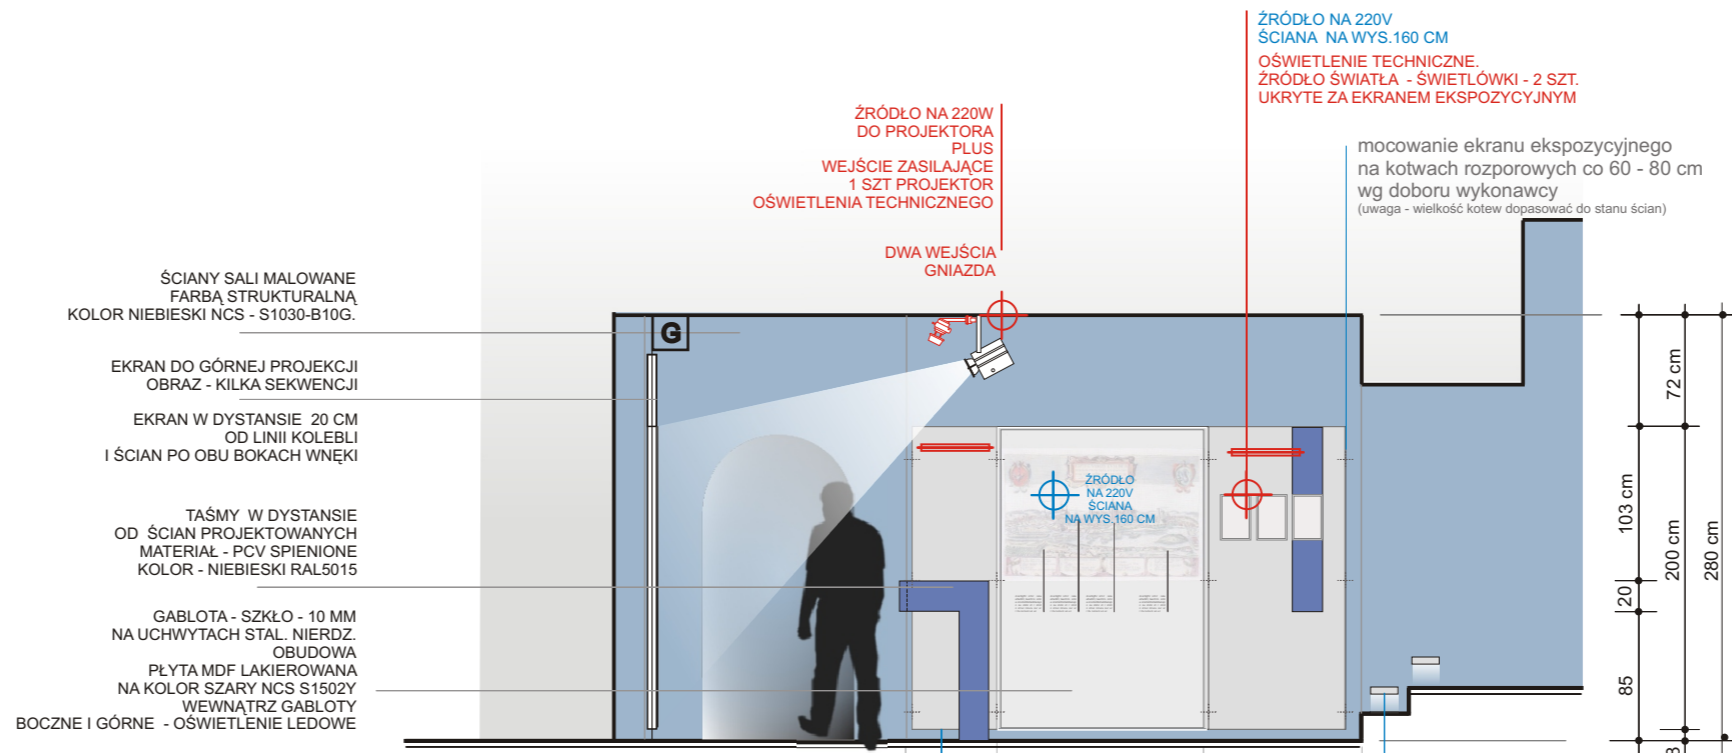 ŹRÓDŁO NA 220V
ŚCIANA NA WYS.160 CM
OŚWIETLENIE TECHNICZNE.
ŹRÓDŁO ŚWIATŁA - ŚWIETLÓWKI - 2 SZT.
UKRYTE ZA EKRANEM EKSPOZYCYJNYM
ŹRÓDŁO NA 220W
DO PROJEKTORA
PLUS
WEJŚCIE ZASILAJĄCE
1 SZT PROJEKTOR
OŚWIETLENIA TECHNICZNEGO
DWA WEJŚCIA
GNIAZDA
mocowanie ekranu ekspozycyjnego
na kotwach rozporowych co 60 - 80 cm
wg doboru wykonawcy
(uwaga - wielkość kotew dopasować do stanu ścian)
ŚCIANY SALI MALOWANE
FARBĄ STRUKTURALNĄ
KOLOR NIEBIESKI NCS - S1030-B10G.
EKRAN DO GÓRNEJ PROJEKCJI
OBRAZ - KILKA SEKWENCJI
EKRAN W DYSTANSIE 20 CM
OD LINII KOLEBLI
I ŚCIAN PO OBU BOKACH WNĘKI
TAŚMY W DYSTANSIE
OD ŚCIAN PROJEKTOWANYCH
MATERIAŁ - PCV SPIENIONE
KOLOR - NIEBIESKI RAL5015
GABLOTA - SZKŁO - 10 MM
NA UCHWYTACH STAL. NIERDZ.
OBUDOWA
PŁYTA MDF LAKIEROWANA
NA KOLOR SZARY NCS S1502Y
WEWNĄTRZ GABLOTY
BOCZNE I GÓRNE - OŚWIETLENIE LEDOWE
G
ŹRÓDŁO
NA 220V
ŚCIANA
NA WYS.160 CM
72 cm
103 cm
20
85
200 cm
280 cm